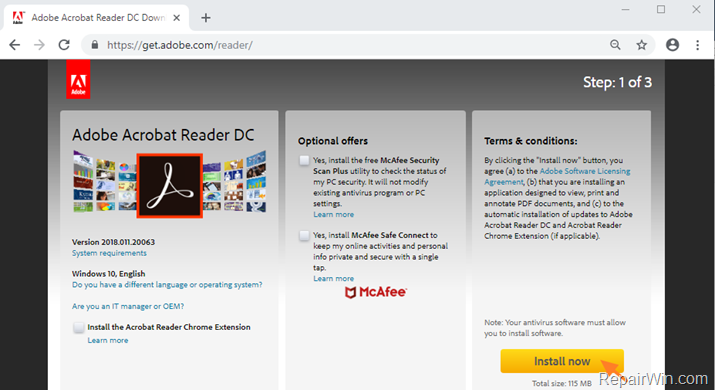 Adobe Acrobat Reader DC Down
https://get.adobe.com/reader/
Adobe
Step: 1 of 3
Adobe Acrobat Reader DC
Version 2018.011.20063
System requirements
Windows 10, English
Do you have a different language or operating system?
Are you an IT manager or OEM?
Install the Acrobat Reader Chrome Extension
Learn more
Optional offers
Yes, install the free McAfee Security
Scan Plus utility to check the status of
my PC security. It will not modify
existing antivirus program or PC
settings.
Learn more
Yes, install McAfee Safe Connect to
keep my online activities and personal
info private and secure with a single
tap.
Learn more
McAfee
Terms & conditions:
By clicking the "Install now" button, you
agree (a) to the Adobe Software Licensing
Agreement, (b) that you are installing an
application designed to view, print and
annotate PDF documents, and (c) to the
automatic installation of updates to Adobe
Acrobat Reader DC and Acrobat Reader
Chrome Extension (if applicable).
Note: Your antivirus software must allow
you to install software.
Install now
Total size: 115 MB
RepairWin.com